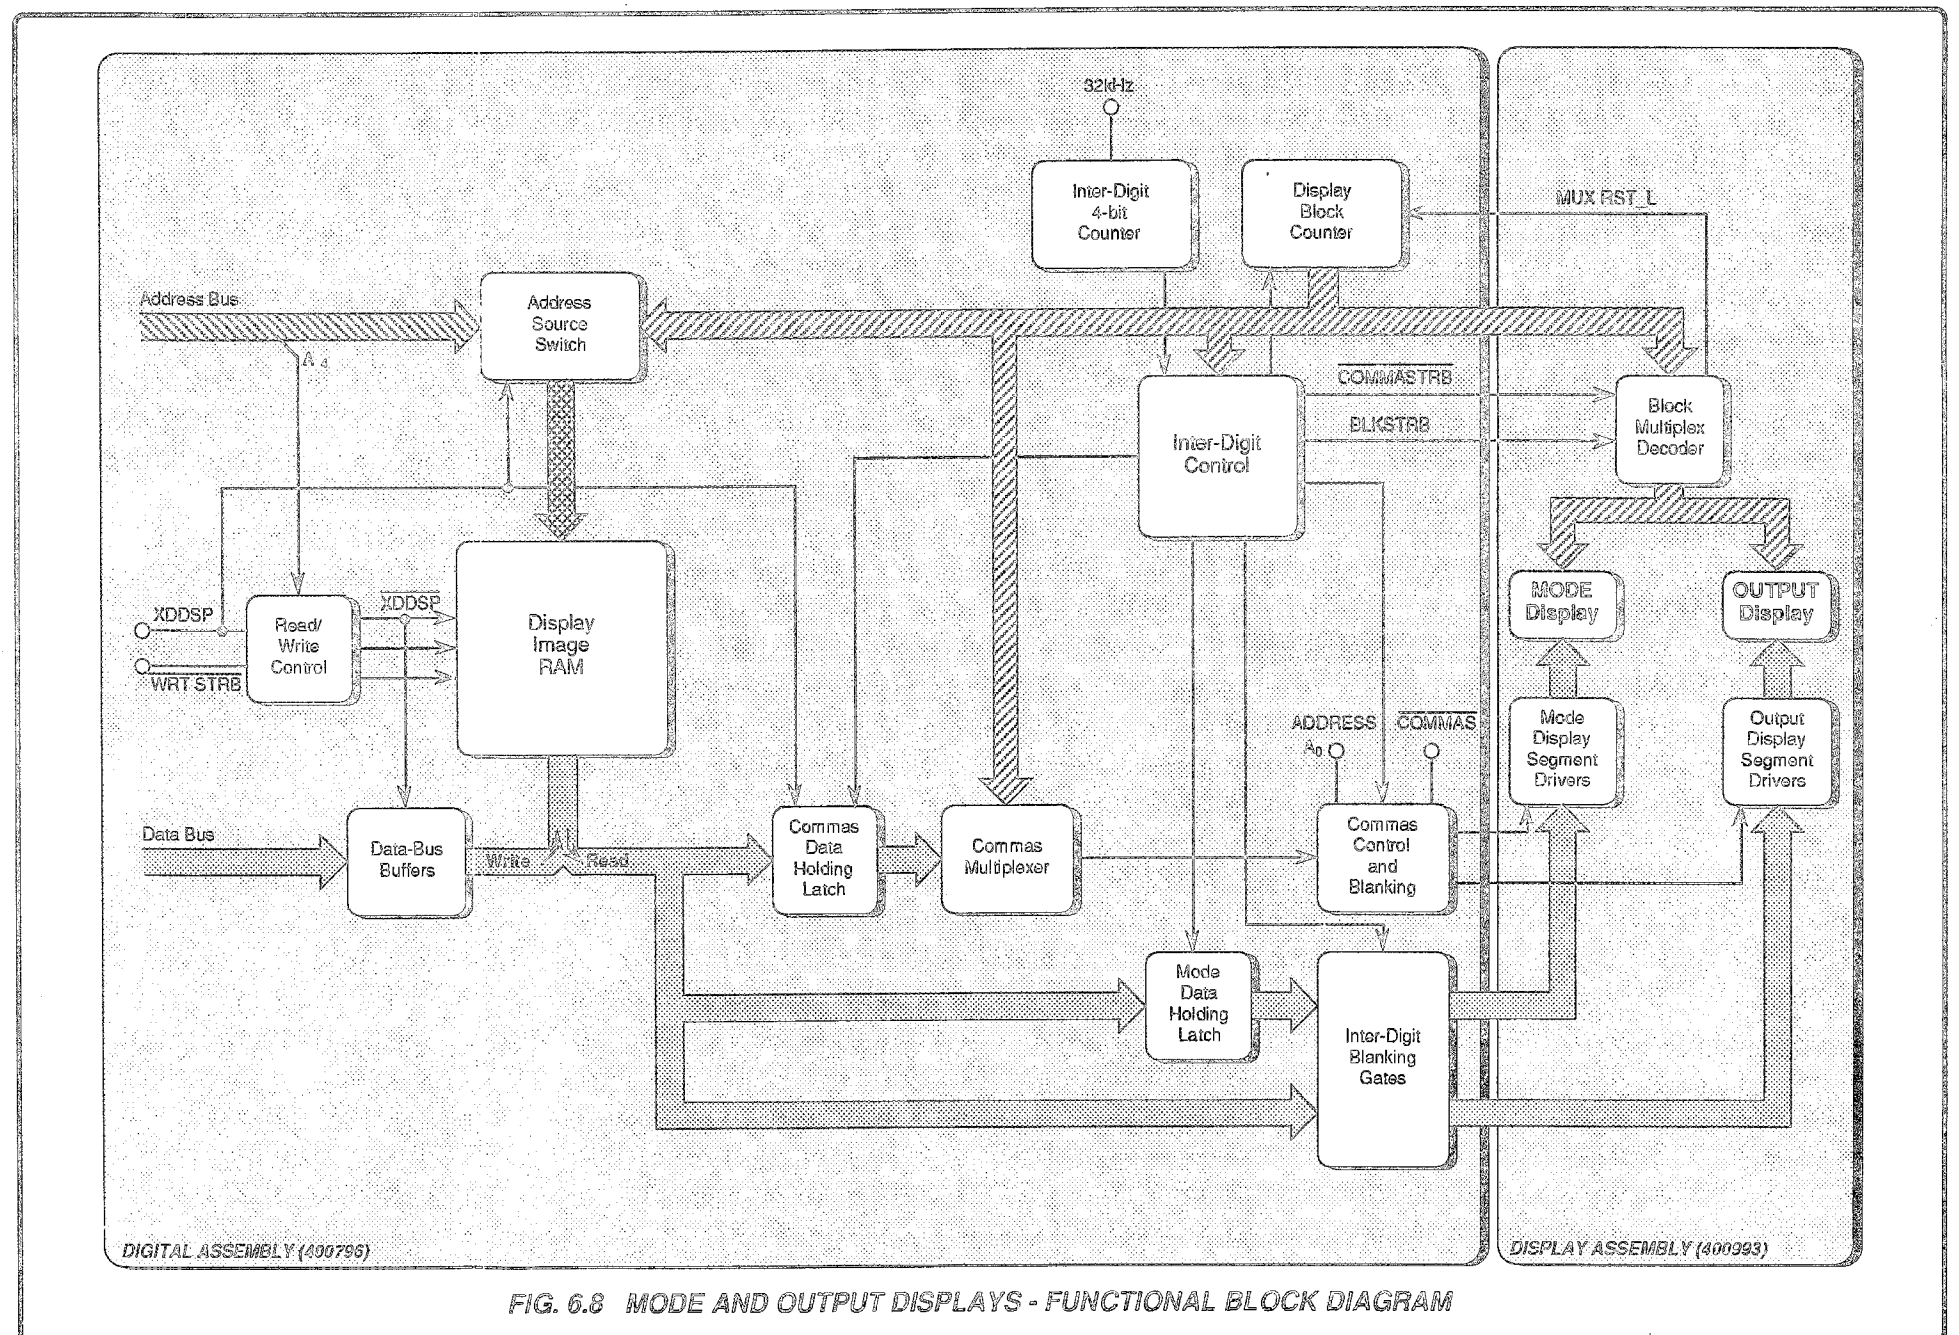 32kHz
Inter-Digit
4-bit
Counter
Display
Block
Counter
MUX RST_L
Address Bus
Address
Source
Switch
A4
COMMASTRB
BLKSTRB
Block
Multiplex
Decoder
Inter-Digit
Control
MODE
Display
OUTPUT
Display
XDDSP
XDDSP
Read/
Write
Control
WRT STRB
Display
Image
RAM
ADDRESS
A0
COMMAS
Mode
Display
Segment
Drivers
Output
Display
Segment
Drivers
Data Bus
Data-Bus
Buffers
Write
Read
Commas
Data
Holding
Latch
Commas
Multiplexer
Commas
Control
and
Blanking
Mode
Data
Holding
Latch
Inter-Digit
Blanking
Gates
DIGITAL ASSEMBLY (400796)
DISPLAY ASSEMBLY (400993)
FIG. 6.8 MODE AND OUTPUT DISPLAYS - FUNCTIONAL BLOCK DIAGRAM